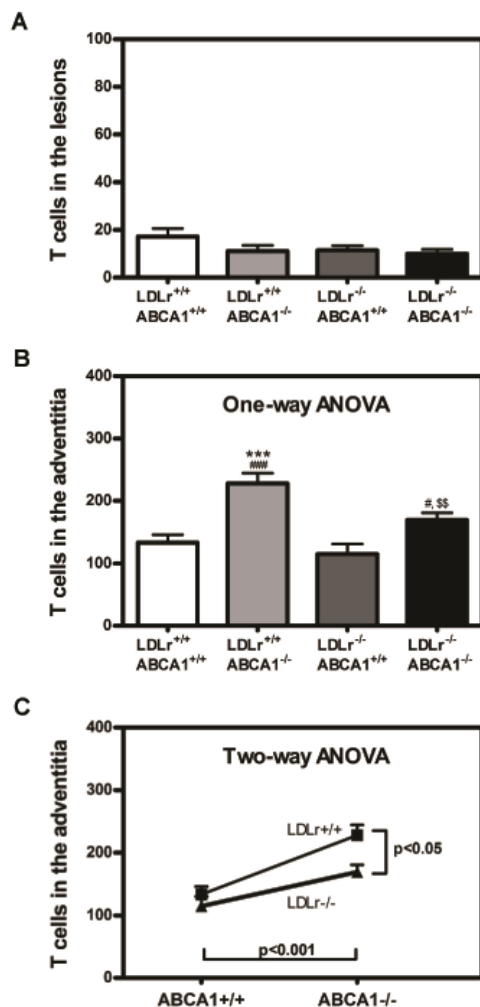 A
T cells in the lesions
100
80
60
40
20
0
LDLr+/+ LDLr+/+ LDLr-/- LDLr-/-
ABCA1+/+ ABCA1-/- ABCA1+/+ ABCA1-/-
B
T cells in the adventitia
400
300
200
100
0
One-way ANOVA
***
###
#, $$
LDLr+/+ LDLr+/+ LDLr-/- LDLr-/-
ABCA1+/+ ABCA1-/- ABCA1+/+ ABCA1-/-
C
T cells in the adventitia
400
300
200
100
0
Two-way ANOVA
LDLr+/+
p<0.05
LDLr-/-
p<0.001
ABCA1+/+ ABCA1-/-